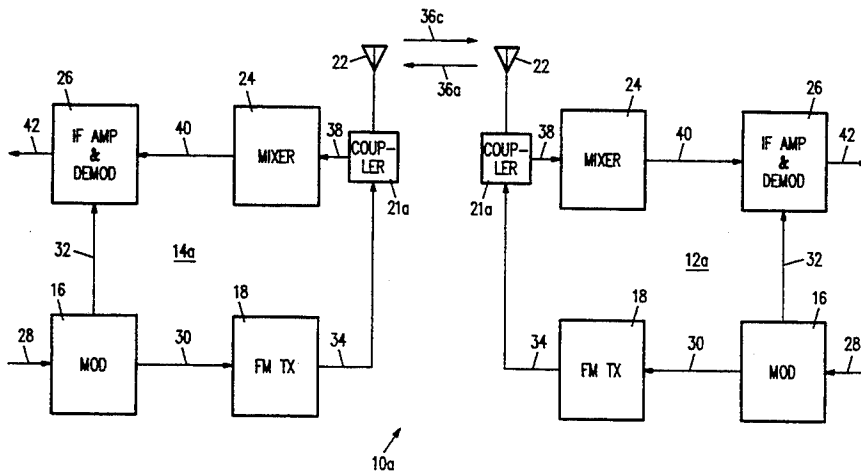 36c
22
36a
22
26
24
24
26
42
IF AMP
&
DEMOD
40
MIXER
38
COUP-
LER
21a
COUP-
LER
21a
38
MIXER
40
IF AMP
&
DEMOD
42
32
14a
12a
32
16
18
18
16
28
MOD
30
FM TX
34
34
FM TX
30
MOD
28
10a